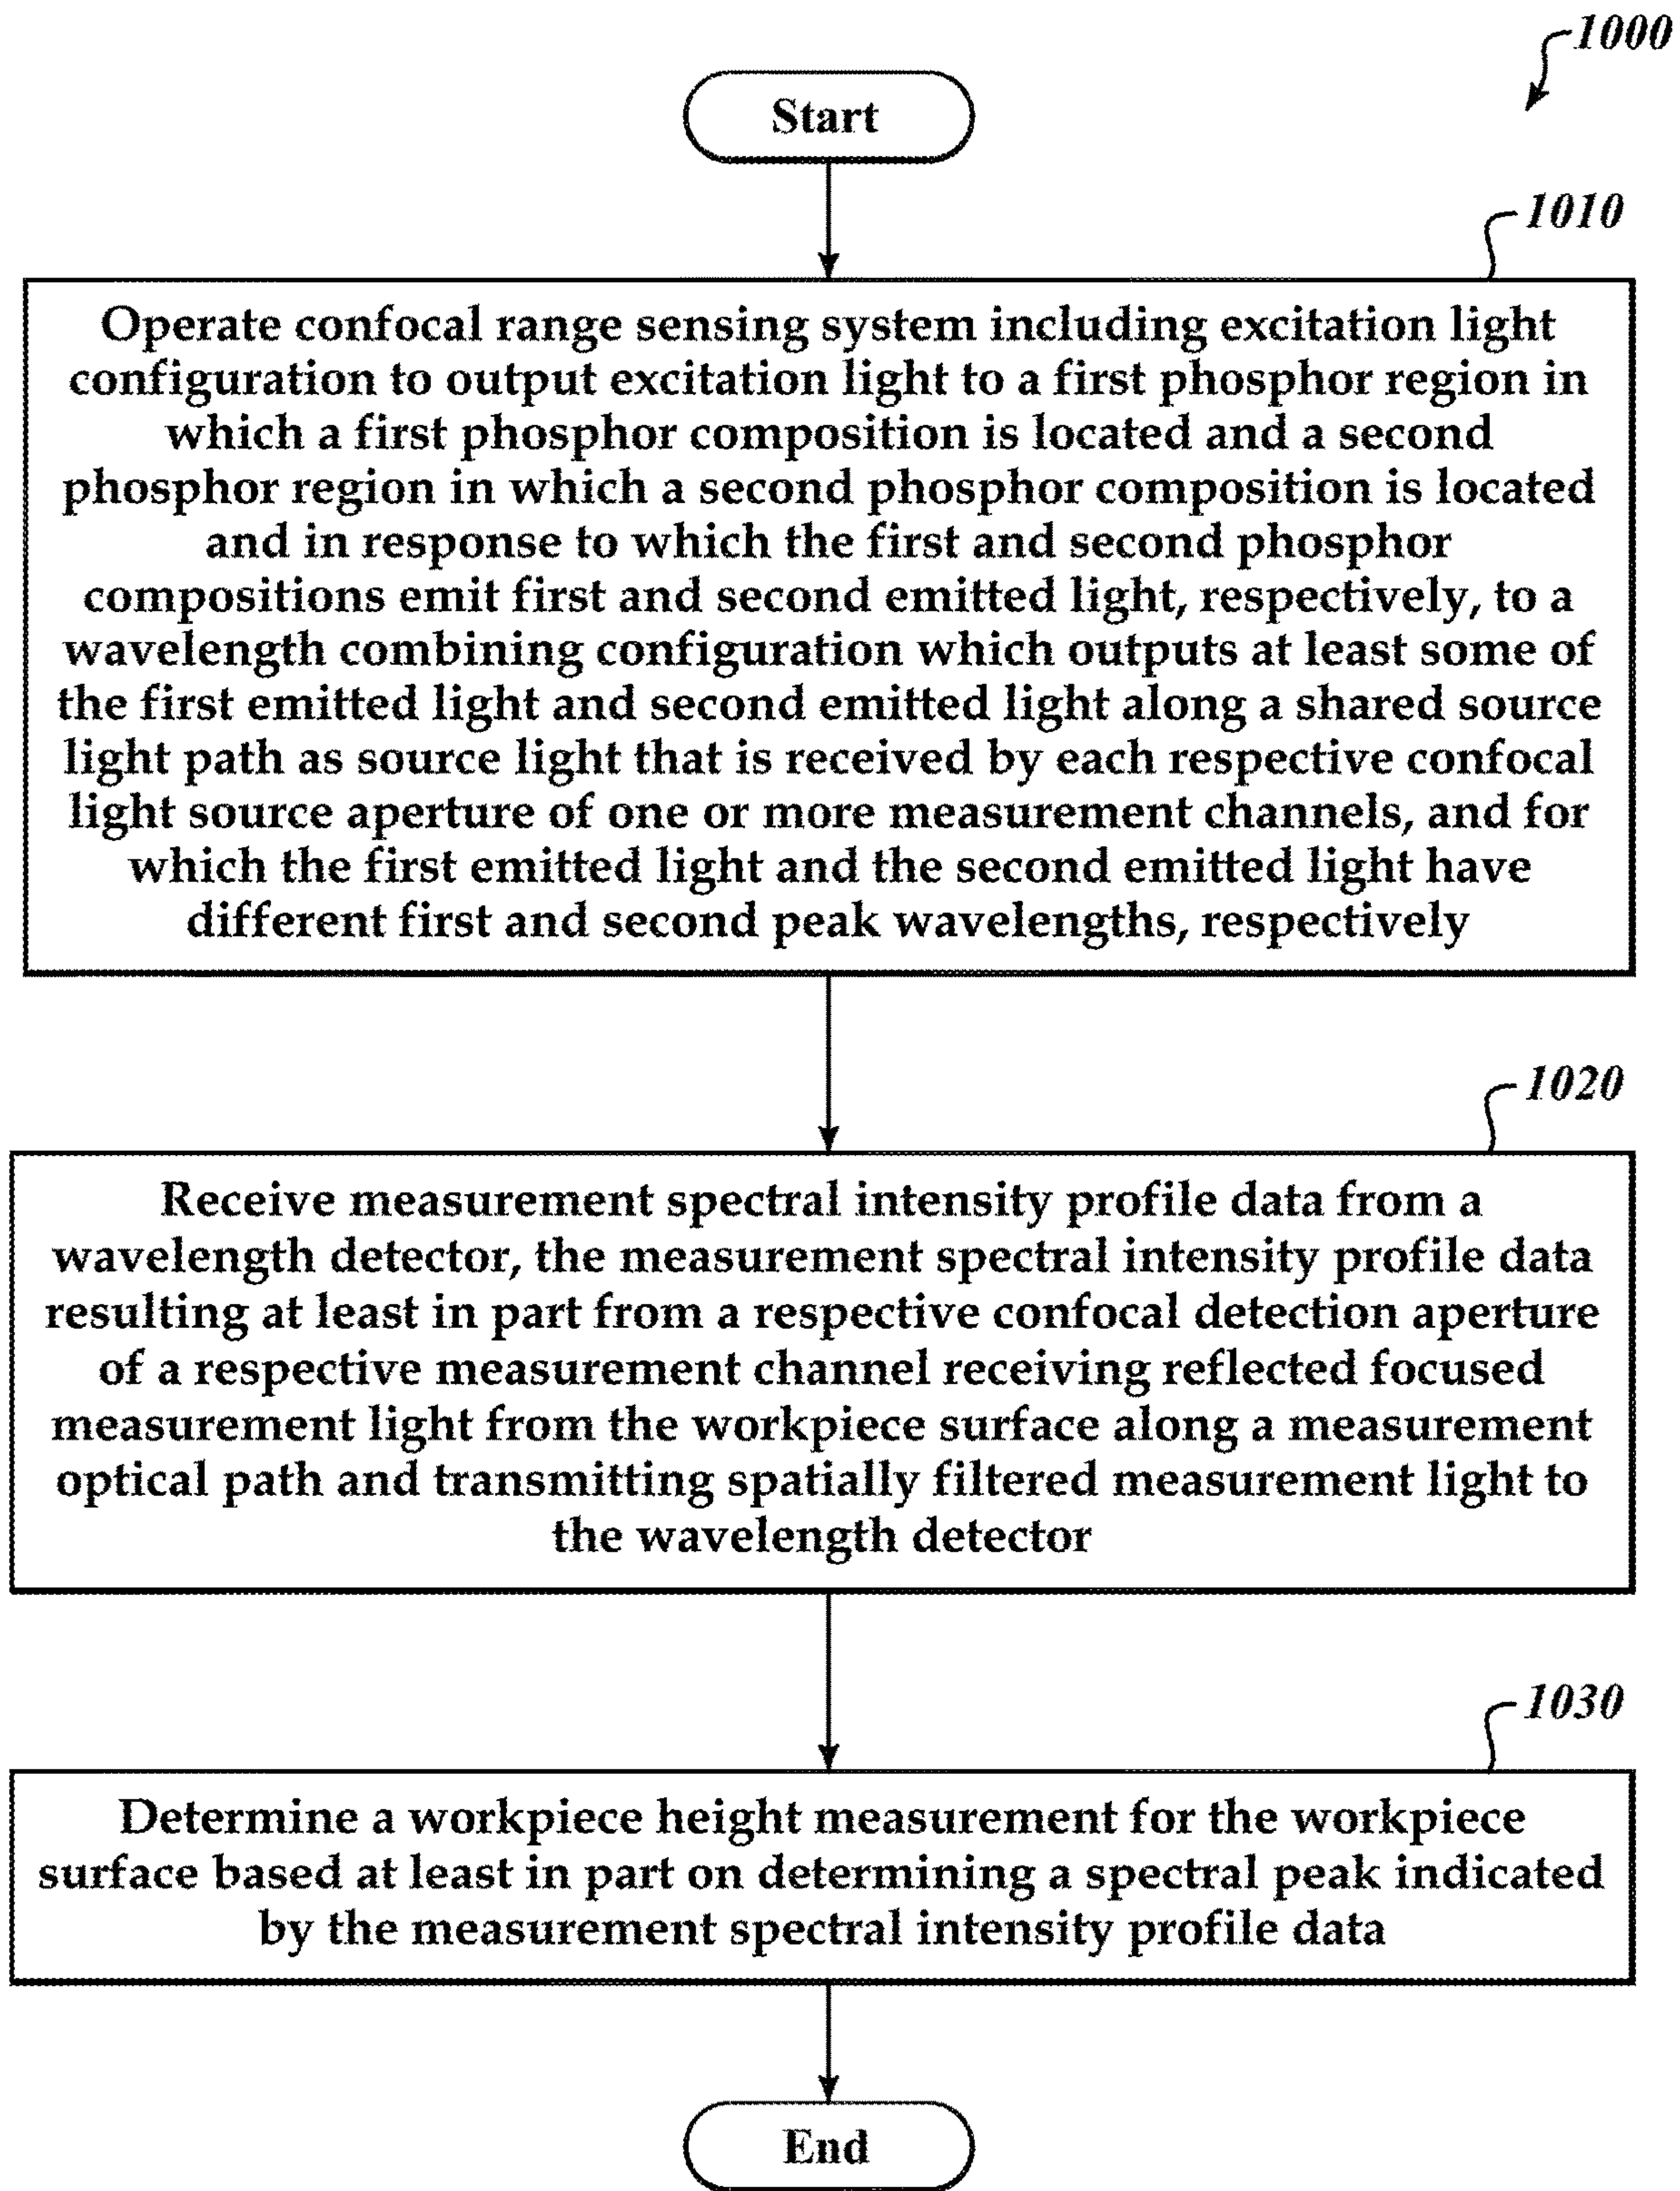 1000
Start
1010
Operate confocal range sensing system including excitation light
configuration to output excitation light to a first phosphor region in
which a first phosphor composition is located and a second
phosphor region in which a second phosphor composition is located
and in response to which the first and second phosphor
compositions emit first and second emitted light, respectively, to a
wavelength combining configuration which outputs at least some of
the first emitted light and second emitted light along a shared source
light path as source light that is received by each respective confocal
light source aperture of one or more measurement channels, and for
which the first emitted light and the second emitted light have
different first and second peak wavelengths, respectively
1020
Receive measurement spectral intensity profile data from a
wavelength detector, the measurement spectral intensity profile data
resulting at least in part from a respective confocal detection aperture
of a respective measurement channel receiving reflected focused
measurement light from the workpiece surface along a measurement
optical path and transmitting spatially filtered measurement light to
the wavelength detector
1030
Determine a workpiece height measurement for the workpiece
surface based at least in part on determining a spectral peak indicated
by the measurement spectral intensity profile data
End